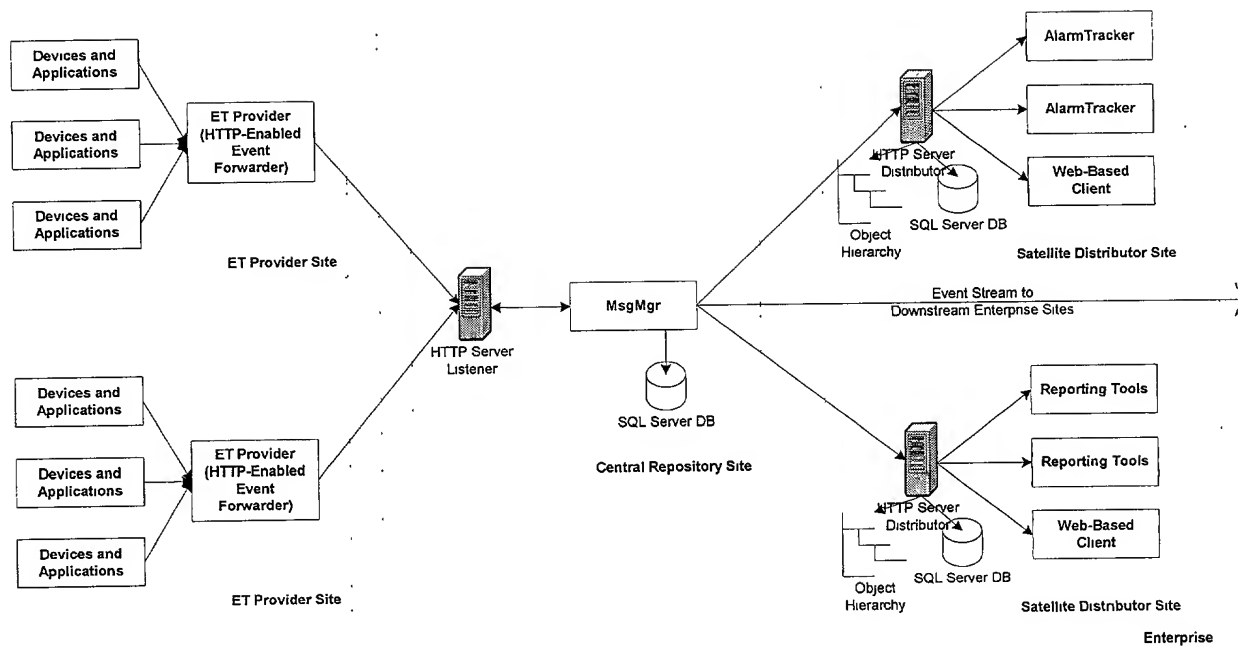 Devices and
Applications
Devices and
Applications
Devices and
Applications
ET Provider
(HTTP-Enabled
Event
Forwarder)
ET Provider Site
Devices and
Applications
Devices and
Applications
Devices and
Applications
ET Provider
(HTTP-Enabled
Event
Forwarder)
ET Provider Site
HTTP Server
Listener
MsgMgr
SQL Server DB
Central Repository Site
HTTP Server
Distributor
Object
Hierarchy
SQL Server DB
AlarmTracker
AlarmTracker
Web-Based
Client
Satellite Distributor Site
Event Stream to
Downstream Enterprise Sites
HTTP Server
Distributor
Object
Hierarchy
SQL Server DB
Reporting Tools
Reporting Tools
Web-Based
Client
Satellite Distributor Site
Enterprise